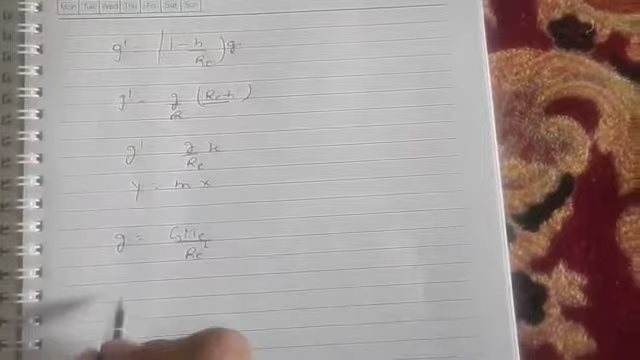 Mon Tue Wed Thu Fri Sat Sun
g' = (1 - h/Re) g
g' = g/R (Re-h)
g' = g/Re x
y = m x
g = GMe/Re²